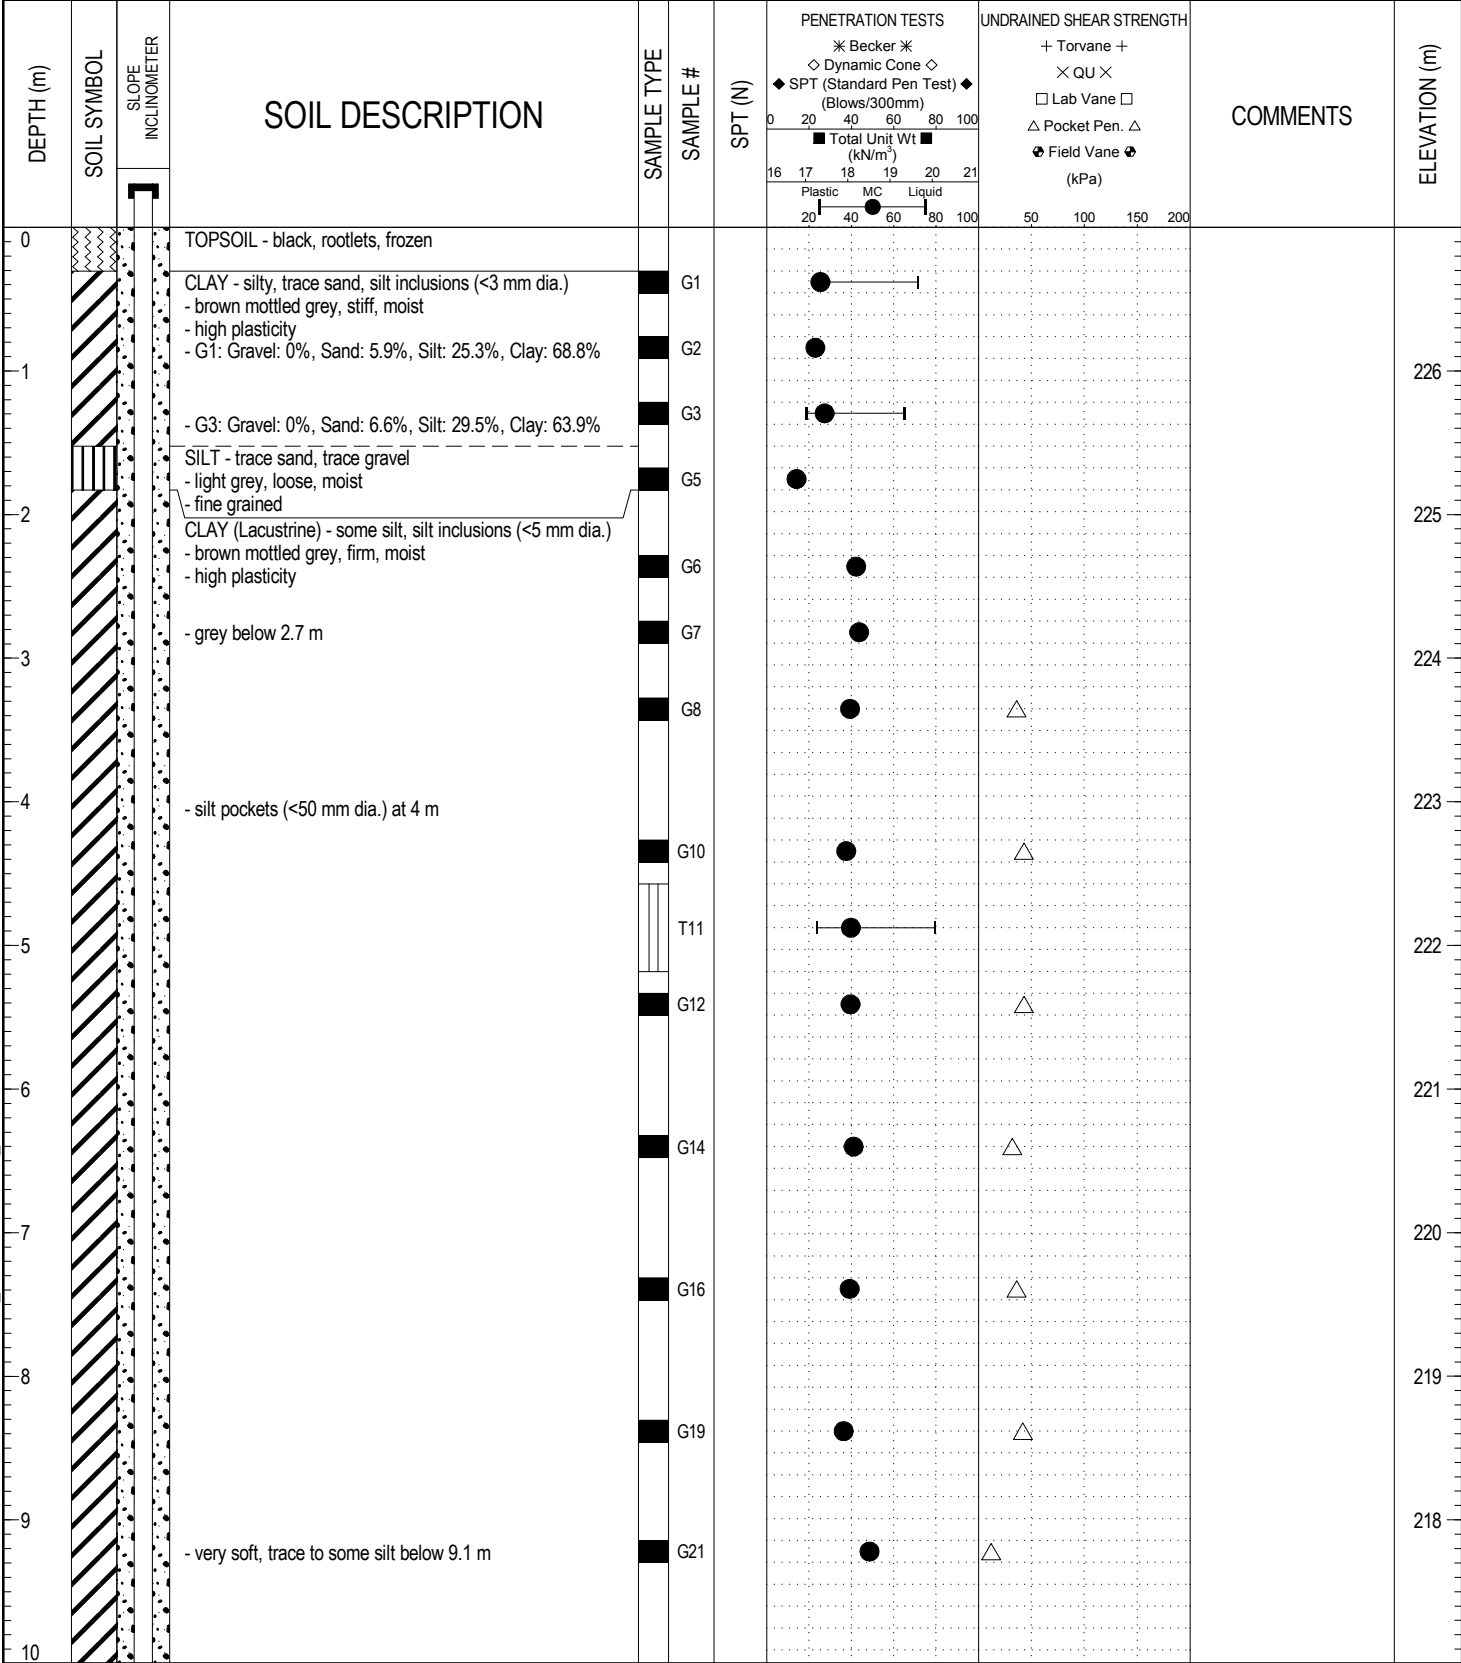 DEPTH (m)
SOIL SYMBOL
SLOPE
INCLINOMETER
SOIL DESCRIPTION
SAMPLE TYPE
SAMPLE #
SPT (N)
PENETRATION TESTS
✳ Becker ✳
◇ Dynamic Cone ◇
◆ SPT (Standard Pen Test) ◆
(Blows/300mm)
0 20 40 60 80 100
■ Total Unit Wt ■
(kN/m³)
16 17 18 19 20 21
Plastic MC Liquid
20 40 60 80 100
UNDRAINED SHEAR STRENGTH
+ Torvane +
✕ QU ✕
□ Lab Vane □
△ Pocket Pen. △
Field Vane
(kPa)
50 100 150 200
COMMENTS
ELEVATION (m)
0
TOPSOIL - black, rootlets, frozen
CLAY - silty, trace sand, silt inclusions (<3 mm dia.)
G1
- brown mottled grey, stiff, moist
- high plasticity
- G1: Gravel: 0%, Sand: 5.9%, Silt: 25.3%, Clay: 68.8%
G2
1
226
- G3: Gravel: 0%, Sand: 6.6%, Silt: 29.5%, Clay: 63.9%
G3
SILT - trace sand, trace gravel
- light grey, loose, moist
G5
- fine grained
2
225
CLAY (Lacustrine) - some silt, silt inclusions (<5 mm dia.)
- brown mottled grey, firm, moist
G6
- high plasticity
- grey below 2.7 m
G7
3
224
G8
4
223
- silt pockets (<50 mm dia.) at 4 m
G10
T11
5
222
G12
6
221
G14
7
220
G16
8
219
G19
9
218
- very soft, trace to some silt below 9.1 m
G21
10